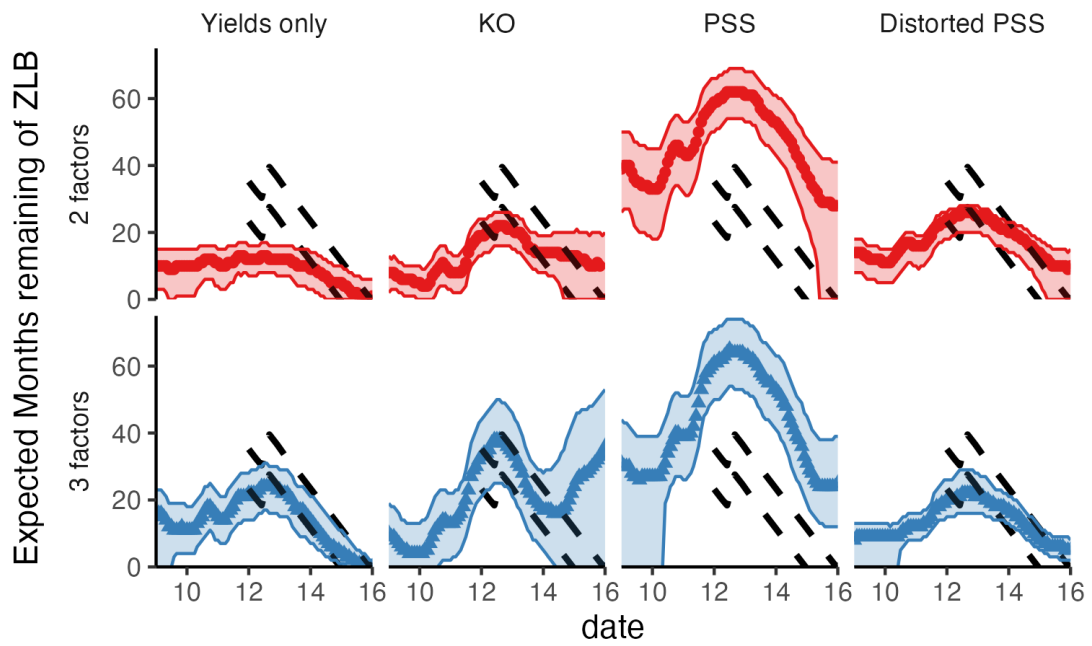 Yields only KO PSS Distorted PSS
Expected Months remaining of ZLB
2 factors
60
40
20
0
3 factors
60
40
20
0
10 12 14 16 10 12 14 16 10 12 14 16 10 12 14 16
date